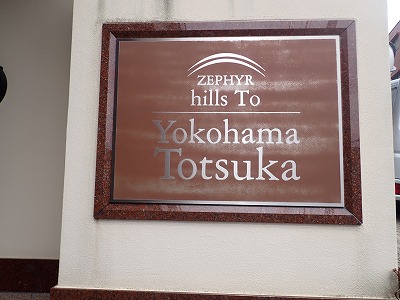 ZEPHYR
hills To
Yokohama
Totsuka